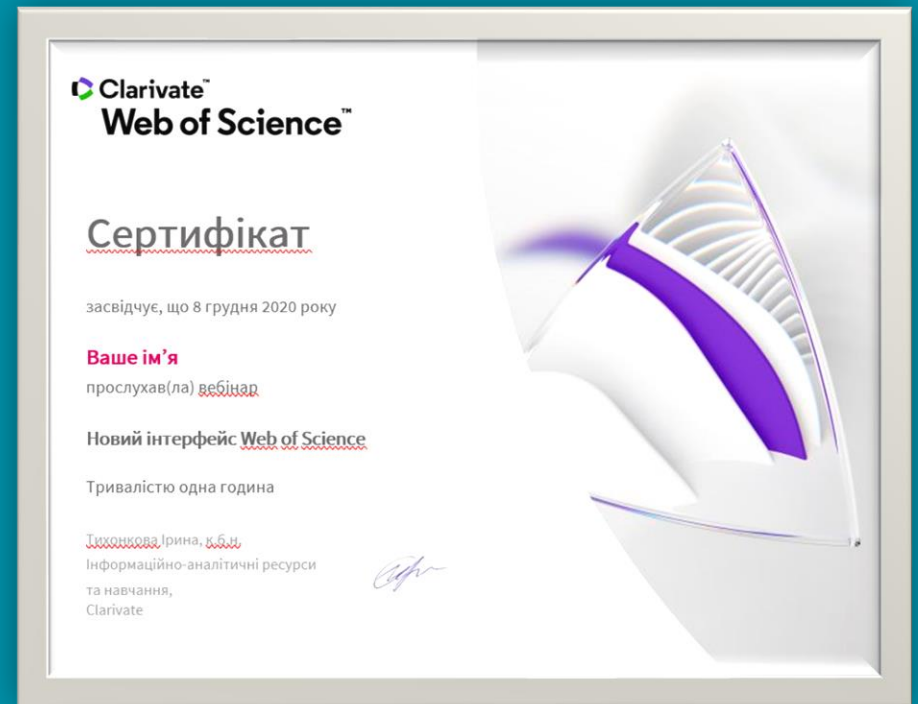 Clarivate™
Web of Science™
Сертифікат
засвідчує, що 8 грудня 2020 року
Ваше ім’я
прослухав(ла) вебінар
Новий інтерфейс Web of Science
Тривалістю одна година
Тихонкова Ірина, к.б.н,
Інформаційно-аналітичні ресурси
та навчання,
Clarivate